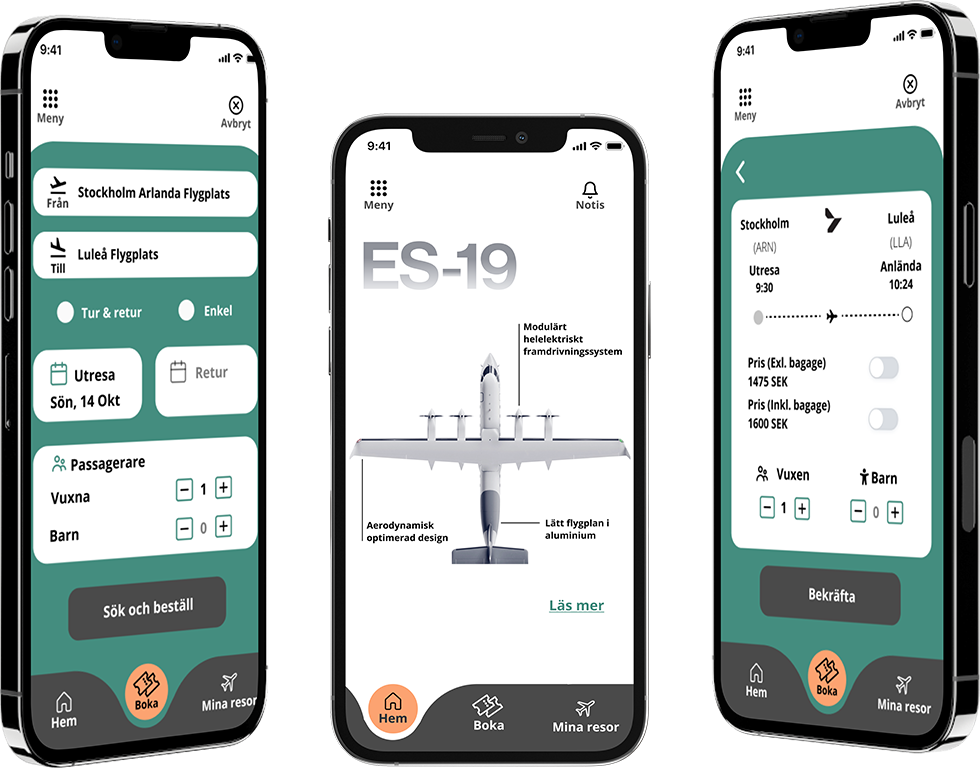 9:41
Meny
Avbryt
Från
Stockholm Arlanda Flygplats
Till
Luleå Flygplats
Tur & retur
Enkel
Utresa
Sön, 14 Okt
Retur
Passagerare
Vuxna
1
Barn
0
Sök och beställ
Hem
Boka
Mina resor
9:41
Meny
Notis
ES-19
Modulärt
helelektriskt
framdrivningssystem
Aerodynamisk
optimerad design
Lätt flygplan i
aluminium
Läs mer
Hem
Boka
Mina resor
9:41
Meny
Avbryt
Stockholm
(ARN)
Luleå
(LLA)
Utresa
9:30
Anlända
10:24
Pris (Exl. bagage)
1475 SEK
Pris (Inkl. bagage)
1600 SEK
Vuxen
1
Barn
0
Bekräfta
Hem
Boka
Mina resor